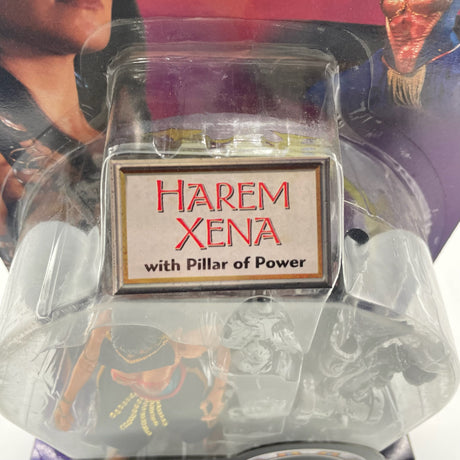 HAREM
XENA
with Pillar of Power